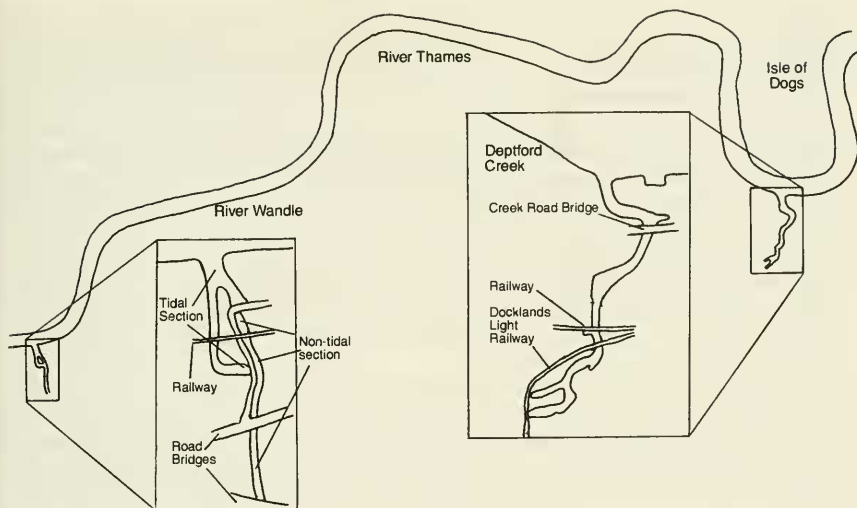 River Thames
Isle of
Dogs
Deptford
Creek
Creek Road Bridge
River Wandle
Railway
Docklands
Light
Railway
Tidal
Section
Non-tidal
section
Railway
Road
Bridges